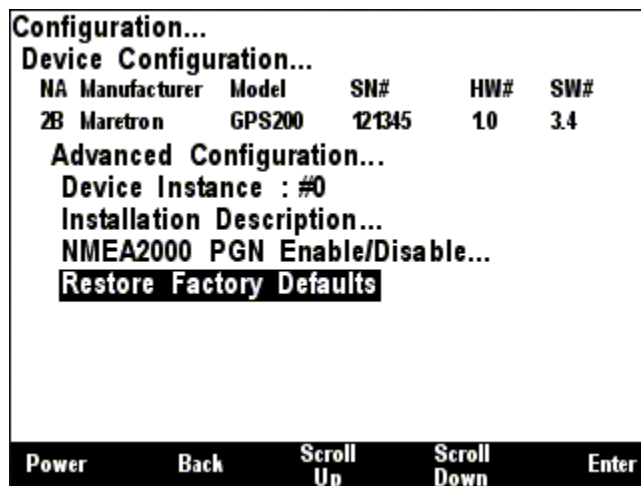 Configuration...
Device Configuration...
NA Manufacturer Model SN# HW# SW#
2B Maretron GPS200 121345 1.0 3.4
Advanced Configuration...
Device Instance : #0
Installation Description...
NMEA2000 PGN Enable/Disable...
Restore Factory Defaults
Power Back Scroll Up Scroll Down Enter